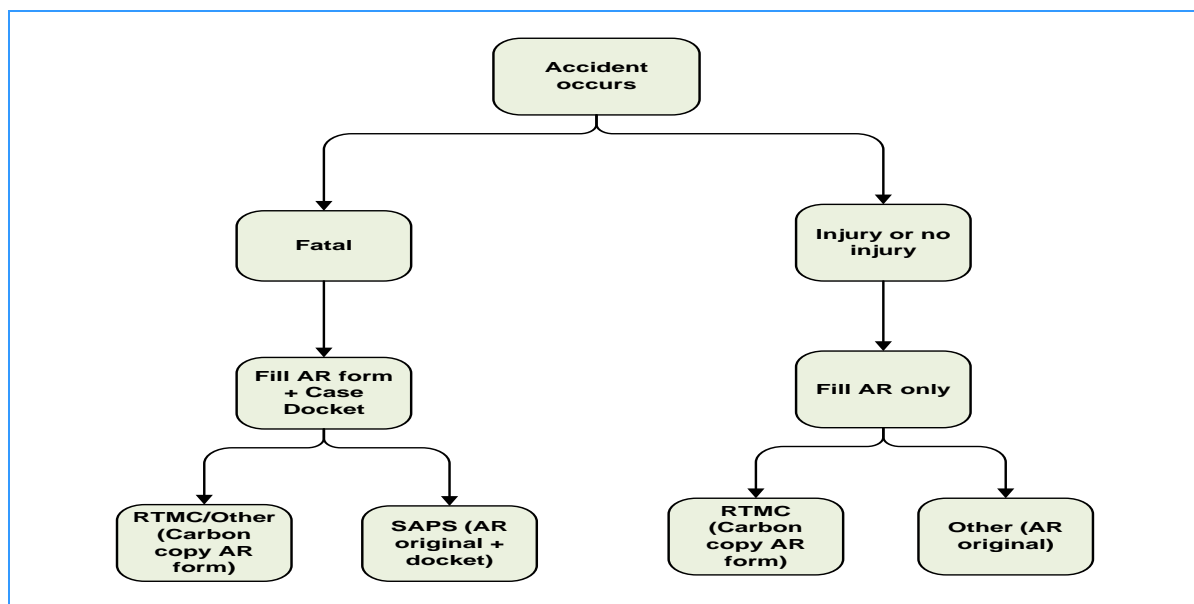 Accident
occurs
Fatal
Injury or no
injury
Fill AR form
+ Case
Docket
Fill AR only
RTMC/Other
(Carbon
copy AR
form)
SAPS (AR
original +
docket)
RTMC
(Carbon
copy AR
form)
Other (AR
original)